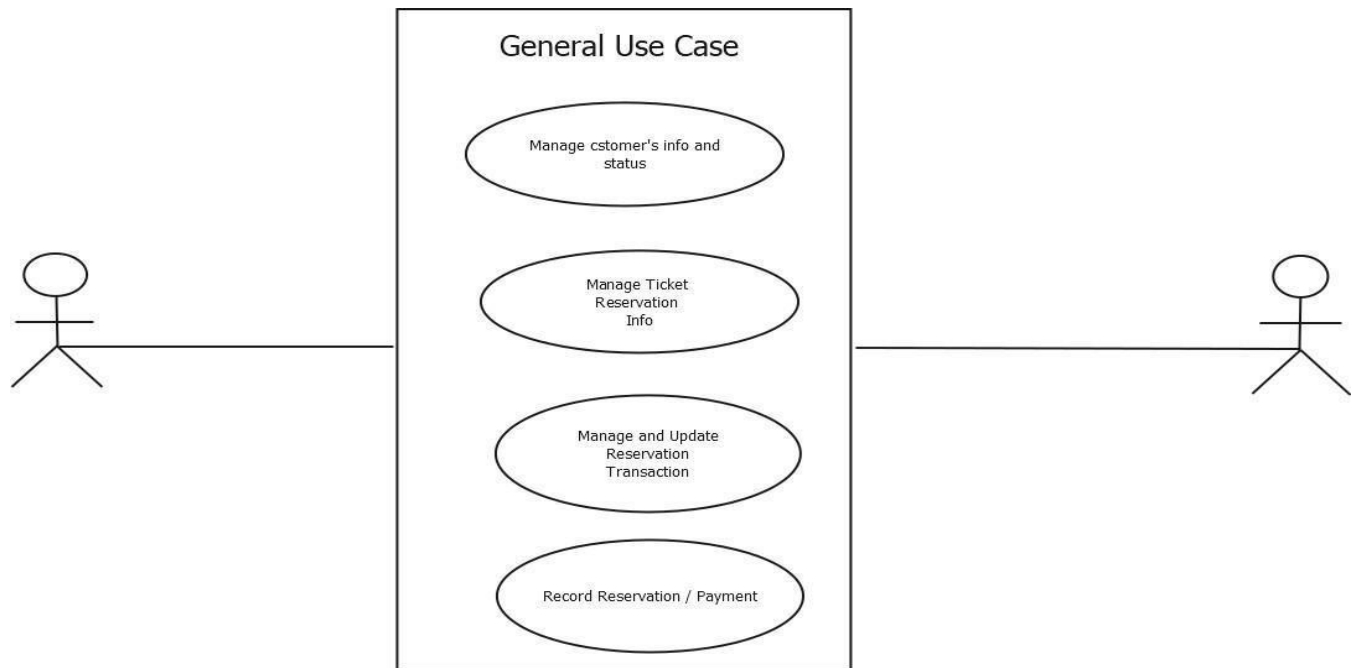 General Use Case
Manage cstomer's info and
status
Manage Ticket
Reservation
Info
Manage and Update
Reservation
Transaction
Record Reservation / Payment